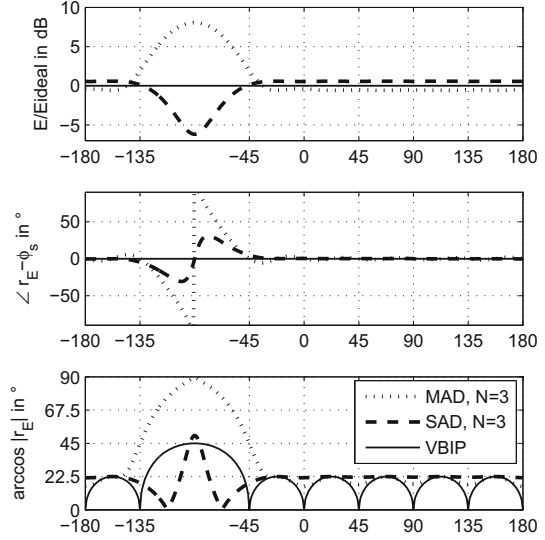 E/Eideal in dB
10
5
0
−5
−180 −135 −45 0 45 90 135 180
∠ r_E−ϕ_s in °
50
0
−50
−180 −135 −45 0 45 90 135 180
arccos |r_E| in °
90
67.5
45
22.5
0
MAD, N=3
SAD, N=3
VBIP
−180 −135 −45 0 45 90 135 180